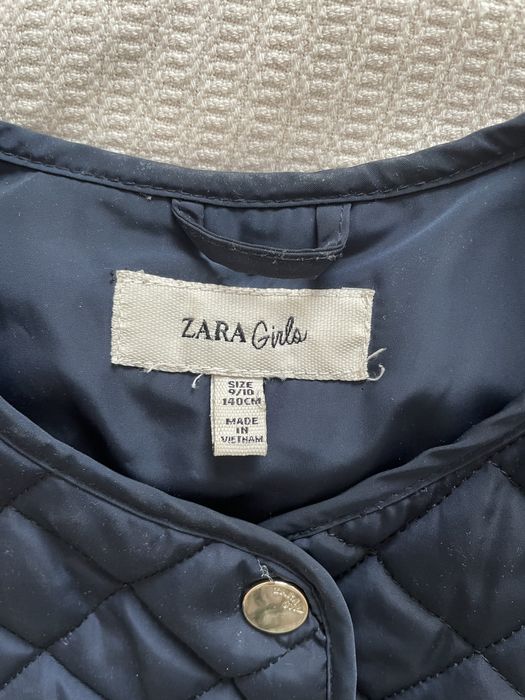 ZARA Girls
SIZE
9/10
140CM
MADE
IN
VIETNAM